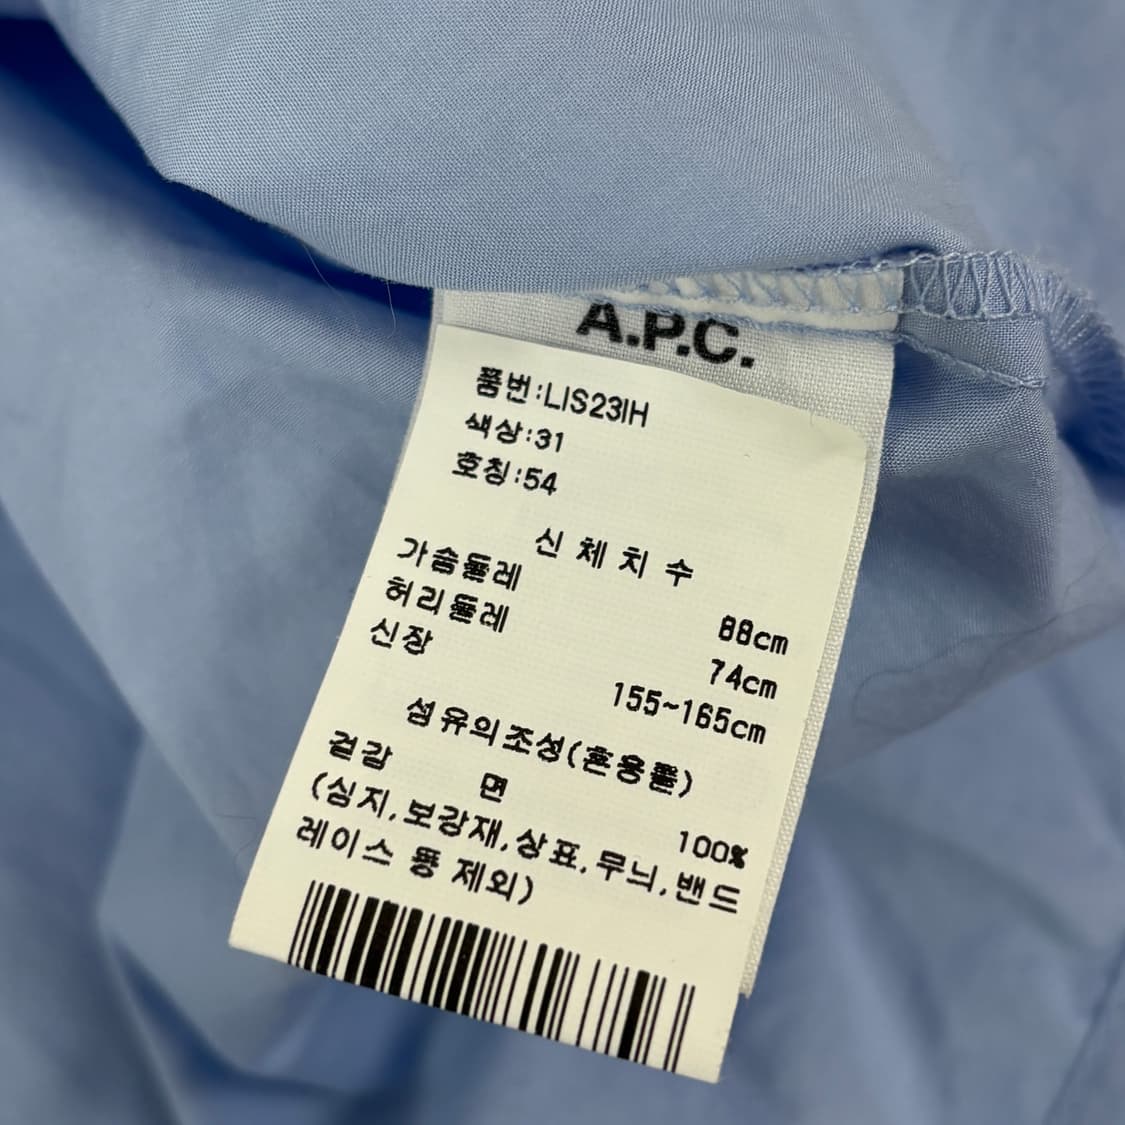 A.P.C.
품번:LIS23IH
색상:31
호칭:54
신 체 치 수
가슴둘레 88cm
허리둘레 74cm
신장 155~165cm
섬유의조성(혼용률)
겉감 면 100%
(심지,보강재,상표,무늬,밴드
레이스 등 제외)